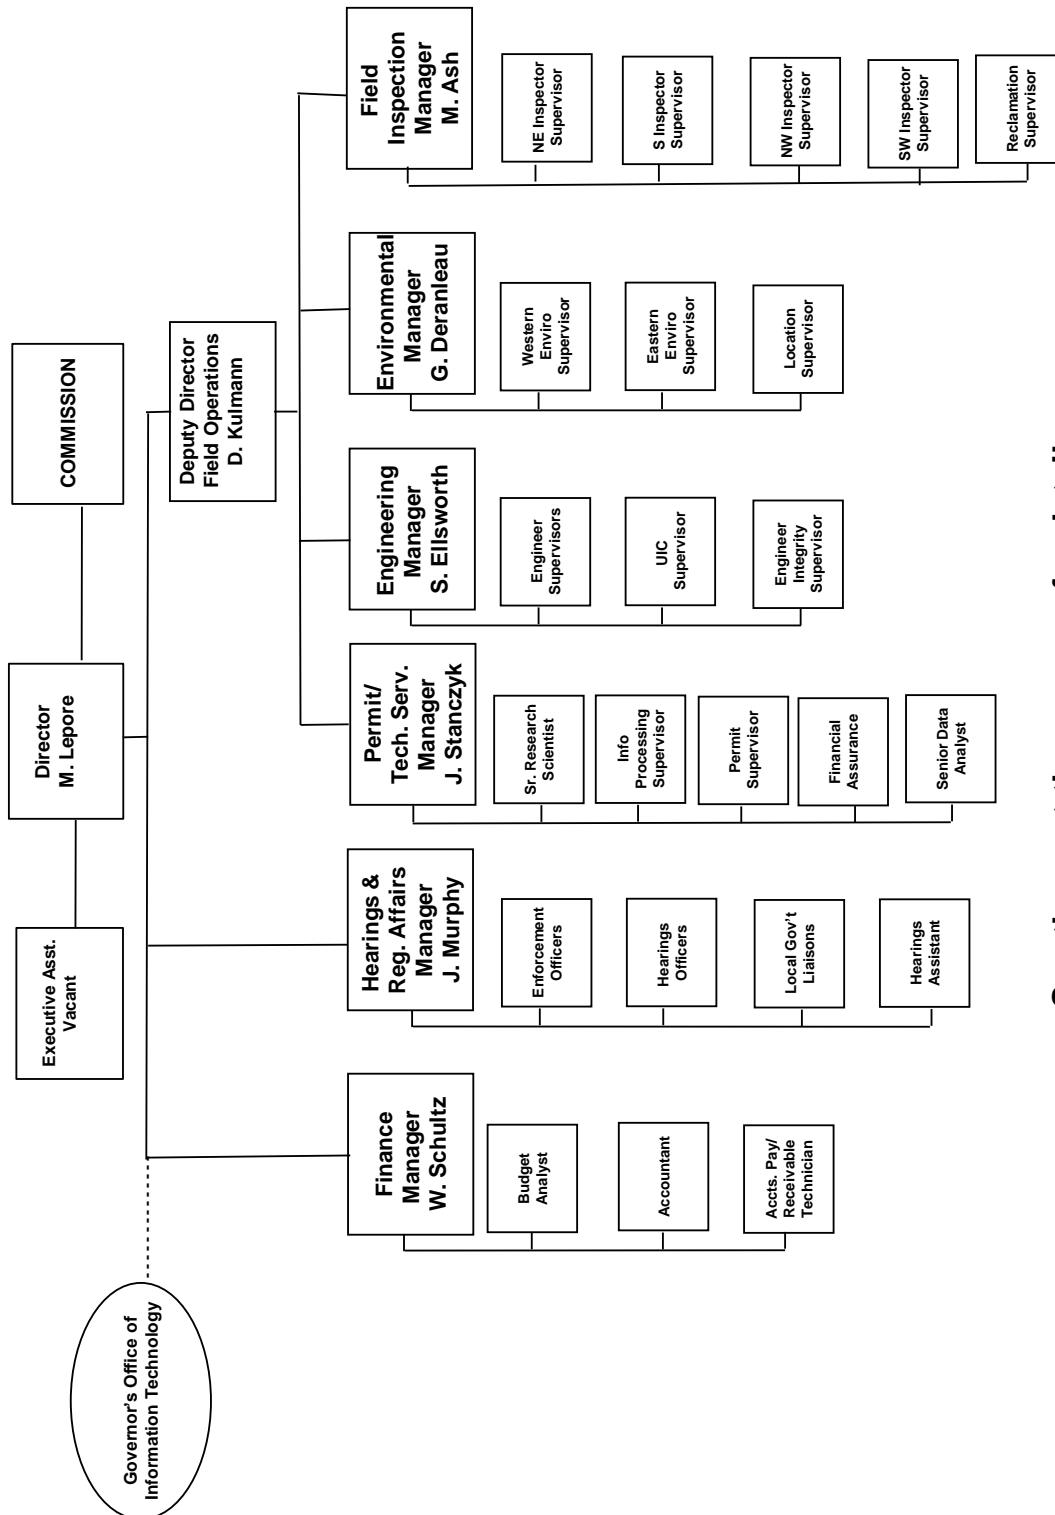 COMMISSION
Director
M. Lepore
Executive Asst.
Vacant
Governor's Office of
Information Technology
Deputy Director
Field Operations
D. Kulmann
Finance
Manager
W. Schultz
Budget
Analyst
Accountant
Accts. Pay/
Receivable
Technician
Hearings &
Reg. Affairs
Manager
J. Murphy
Enforcement
Officers
Hearings
Officers
Local Gov't
Liaisons
Hearings
Assistant
Permit/
Tech. Serv.
Manager
J. Stanczyk
Sr. Research
Scientist
Info
Processing
Supervisor
Permit
Supervisor
Financial
Assurance
Senior Data
Analyst
Engineering
Manager
S. Ellsworth
Engineer
Supervisors
UIC
Supervisor
Engineer
Integrity
Supervisor
Environmental
Manager
G. Deranleau
Western
Enviro
Supervisor
Eastern
Enviro
Supervisor
Location
Supervisor
Field
Inspection
Manager
M. Ash
NE Inspector
Supervisor
S Inspector
Supervisor
NW Inspector
Supervisor
SW Inspector
Supervisor
Reclamation
Supervisor